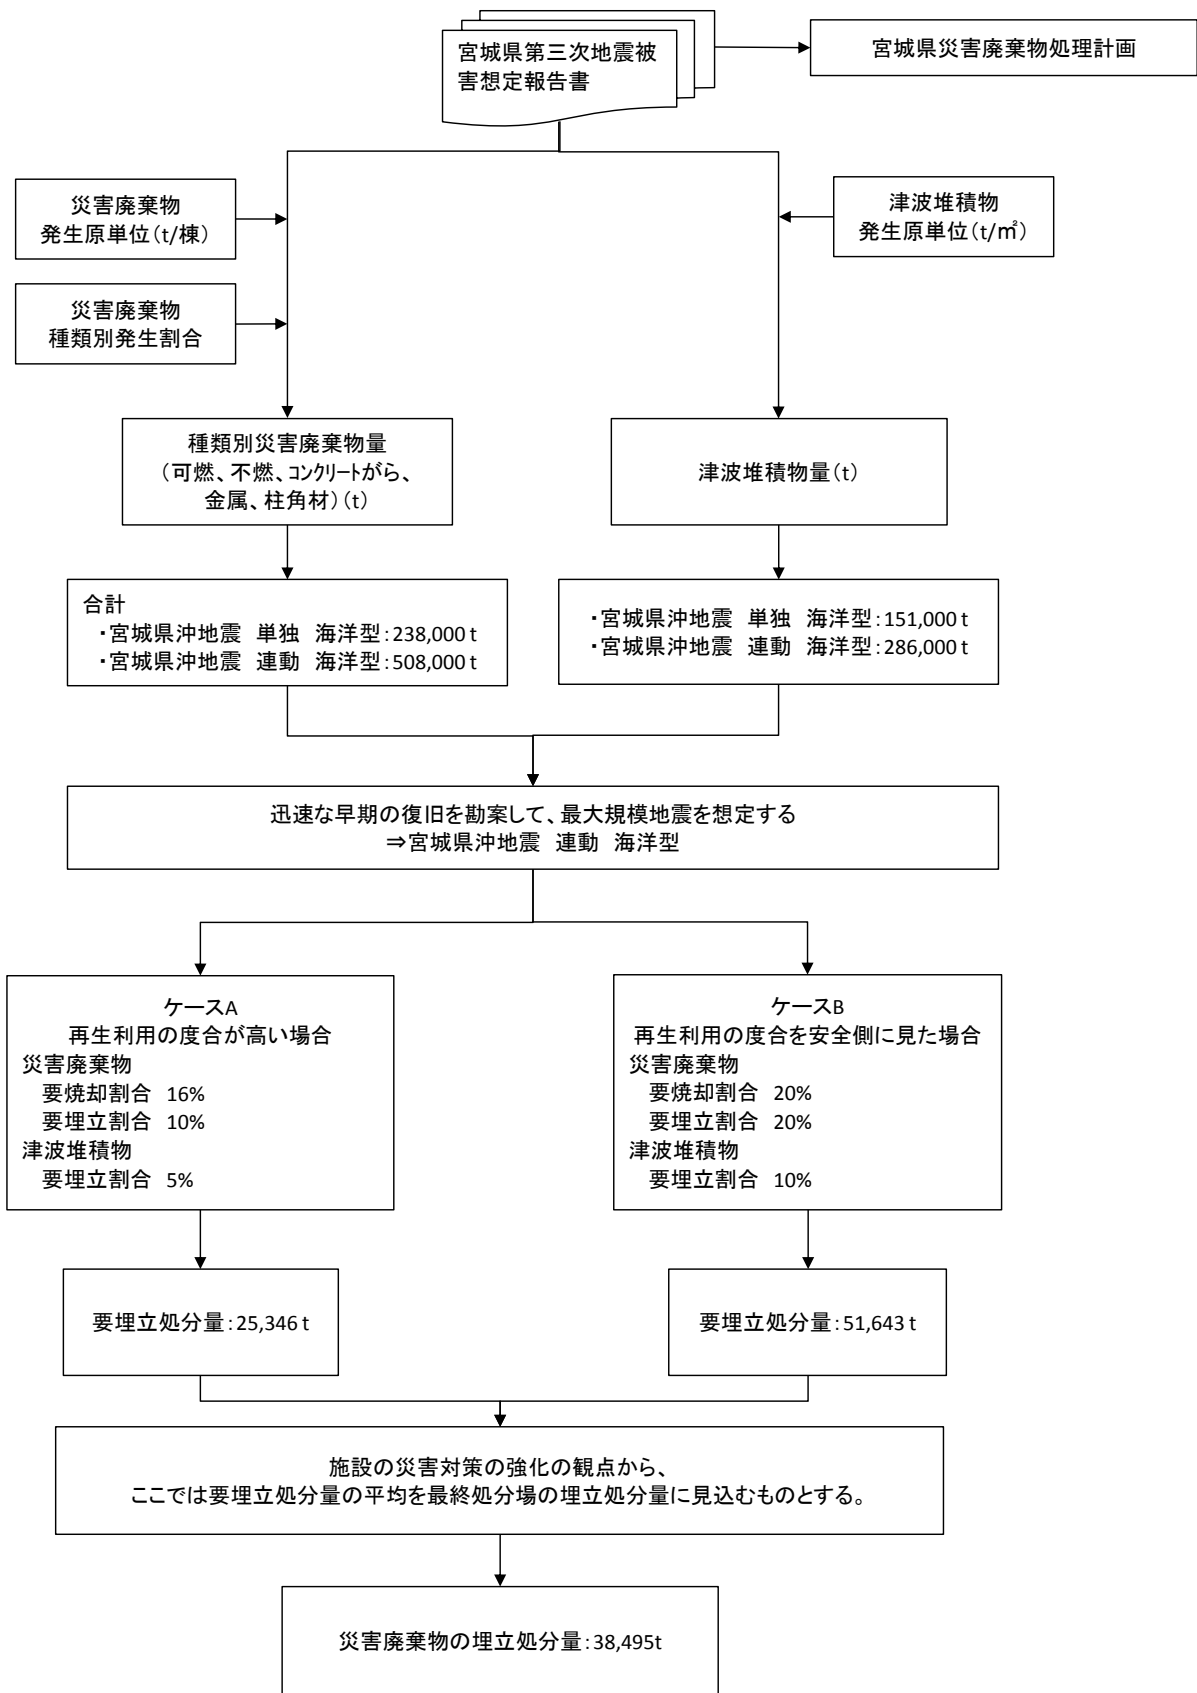 宮城県第三次地震被
害想定報告書
宮城県災害廃棄物処理計画
災害廃棄物
発生原単位（t/棟）
津波堆積物
発生原単位（t/㎡）
災害廃棄物
種類別発生割合
種類別災害廃棄物量
（可燃、不燃、ｺﾝｸﾘｰﾄがら、
金属、柱角材）（t）
津波堆積物量（t）
合計
・宮城県沖地震 単独 海洋型：238,000 t
・宮城県沖地震 連動 海洋型：508,000 t
・宮城県沖地震 単独 海洋型：151,000 t
・宮城県沖地震 連動 海洋型：286,000 t
迅速な早期の復旧を勘案して、最大規模地震を想定する
⇒宮城県沖地震 連動 海洋型
ケースA
再生利用の度合が高い場合
災害廃棄物
要焼却割合 16%
要埋立割合 10%
津波堆積物
要埋立割合 5%
ケースB
再生利用の度合を安全側に見た場合
災害廃棄物
要焼却割合 20%
要埋立割合 20%
津波堆積物
要埋立割合 10%
要埋立処分量：25,346 t
要埋立処分量：51,643 t
施設の災害対策の強化の観点から、
ここでは要埋立処分量の平均を最終処分場の埋立処分量に見込むものとする。
災害廃棄物の埋立処分量：38,495t